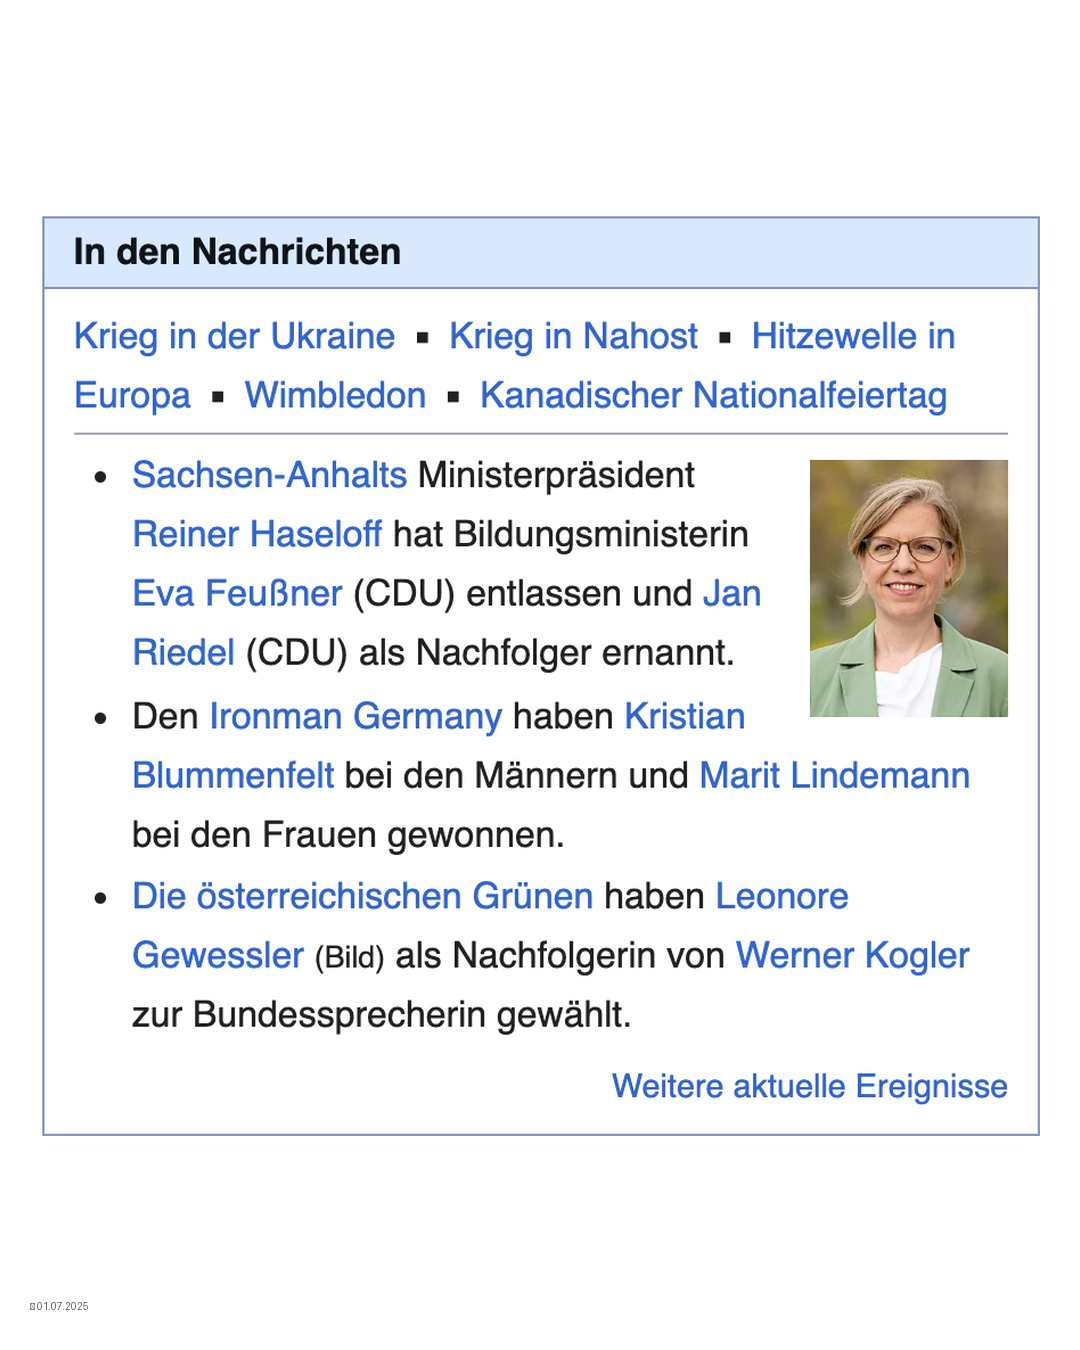 In den Nachrichten
Krieg in der Ukraine ▪ Krieg in Nahost ▪ Hitzewelle in
Europa ▪ Wimbledon ▪ Kanadischer Nationalfeiertag
• Sachsen-Anhalts Ministerpräsident
Reiner Haseloff hat Bildungsministerin
Eva Feußner (CDU) entlassen und Jan
Riedel (CDU) als Nachfolger ernannt.
• Den Ironman Germany haben Kristian
Blummenfelt bei den Männern und Marit Lindemann
bei den Frauen gewonnen.
• Die österreichischen Grünen haben Leonore
Gewessler (Bild) als Nachfolgerin von Werner Kogler
zur Bundessprecherin gewählt.
Weitere aktuelle Ereignisse
01.07.2025